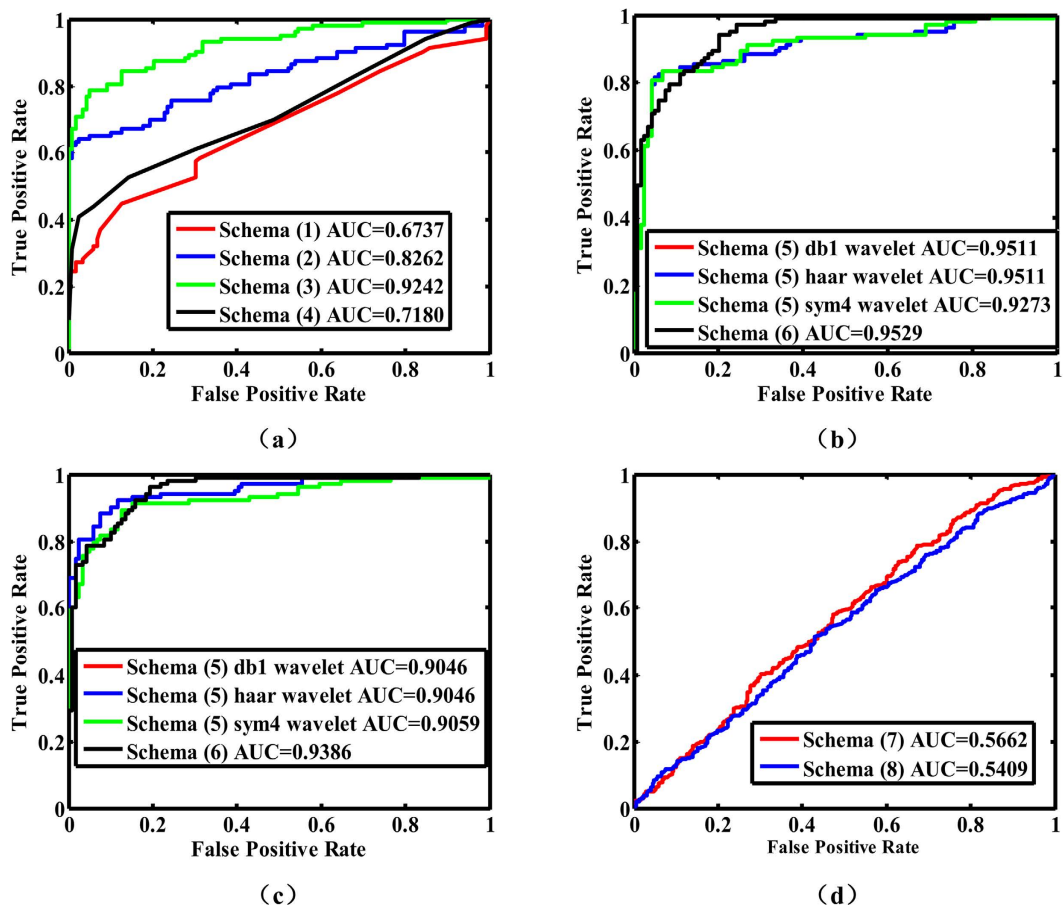 1
0.8
0.6
0.4
0.2
0
True Positive Rate
Schema (1) AUC=0.6737
Schema (2) AUC=0.8262
Schema (3) AUC=0.9242
Schema (4) AUC=0.7180
0 0.2 0.4 0.6 0.8 1
False Positive Rate
(a)
1
0.8
0.6
0.4
0.2
0
True Positive Rate
Schema (5) db1 wavelet AUC=0.9511
Schema (5) haar wavelet AUC=0.9511
Schema (5) sym4 wavelet AUC=0.9273
Schema (6) AUC=0.9529
0 0.2 0.4 0.6 0.8 1
False Positive Rate
(b)
1
0.8
0.6
0.4
0.2
0
True Positive Rate
Schema (5) db1 wavelet AUC=0.9046
Schema (5) haar wavelet AUC=0.9046
Schema (5) sym4 wavelet AUC=0.9059
Schema (6) AUC=0.9386
0 0.2 0.4 0.6 0.8 1
False Positive Rate
(c)
1
0.8
0.6
0.4
0.2
0
True Positive Rate
Schema (7) AUC=0.5662
Schema (8) AUC=0.5409
0 0.2 0.4 0.6 0.8 1
False Positive Rate
(d)